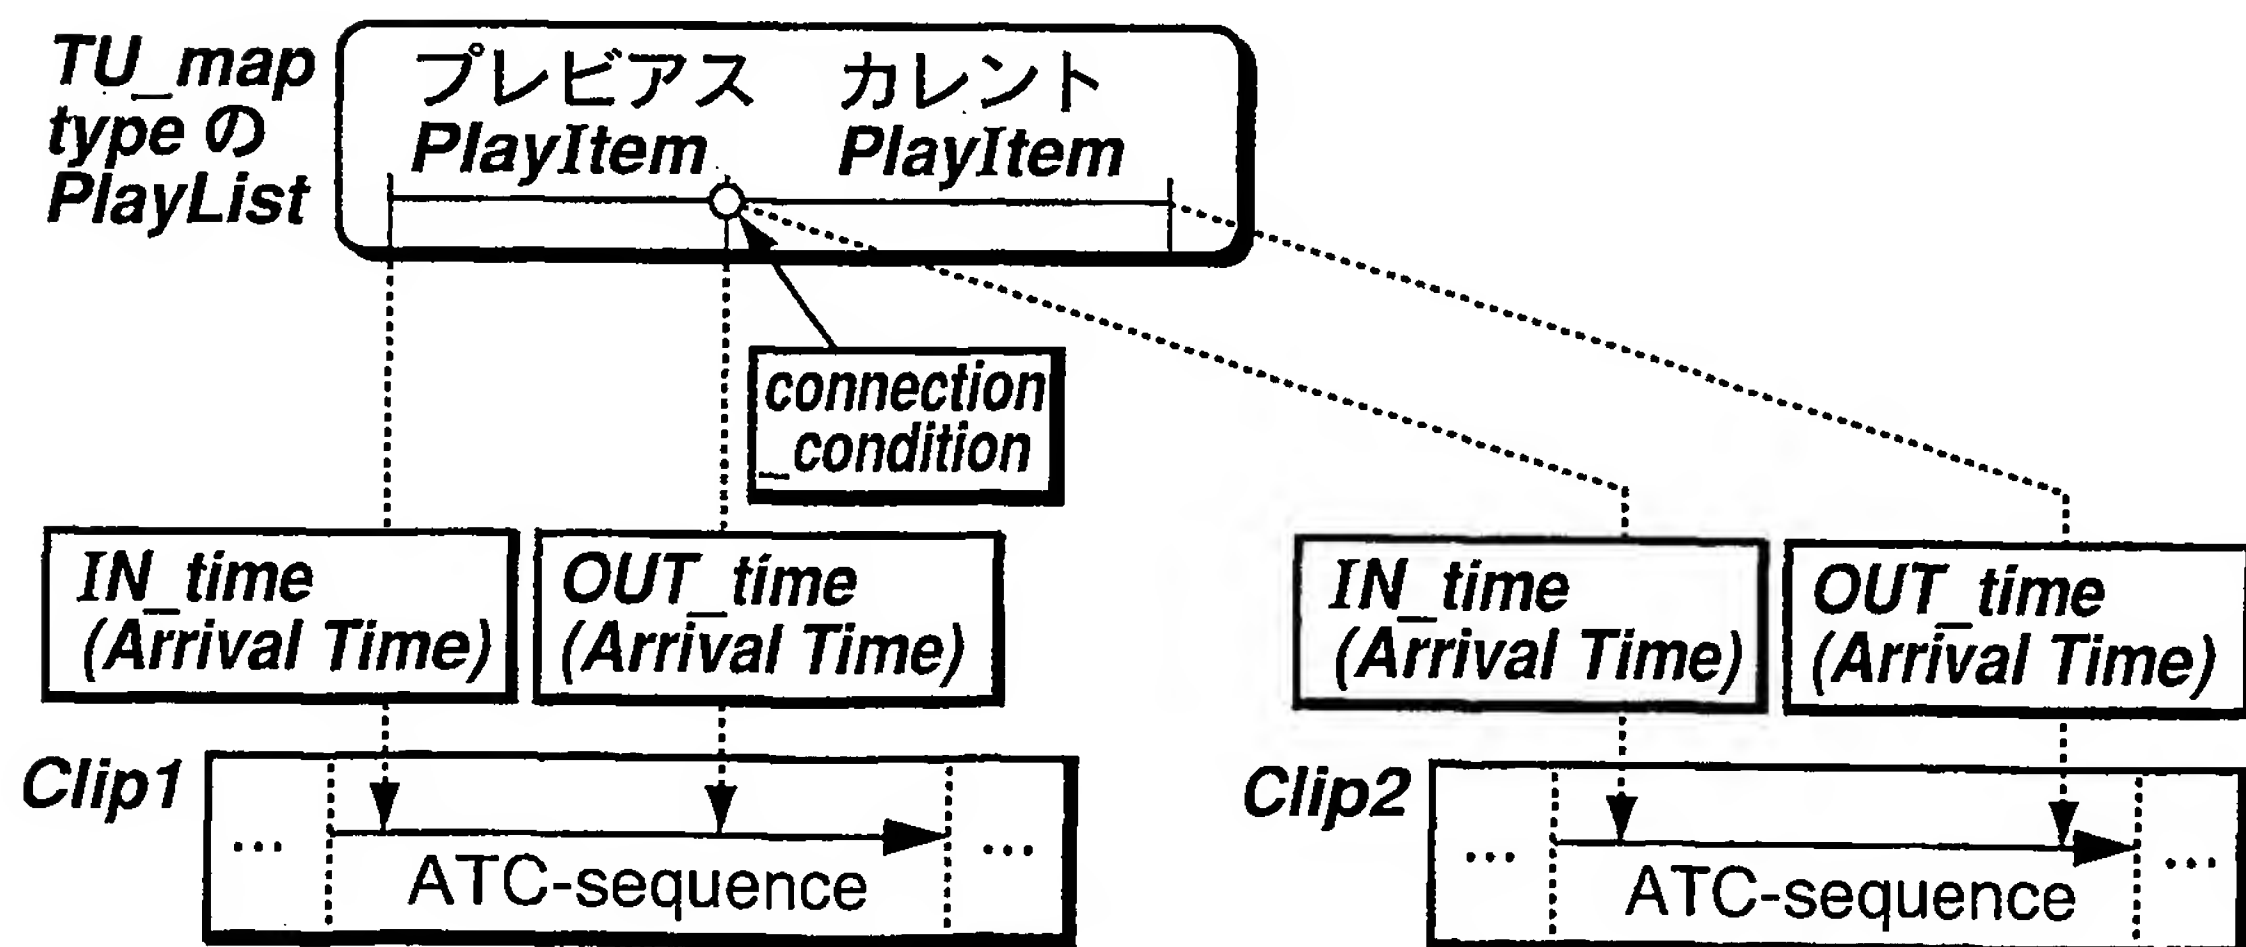 TU_map
type の
PlayList
プレビアス
PlayItem
カレント
PlayItem
connection
_condition
IN_time
(Arrival Time)
OUT_time
(Arrival Time)
IN_time
(Arrival Time)
OUT_time
(Arrival Time)
Clip1
...
ATC-sequence
...
Clip2
...
ATC-sequence
...